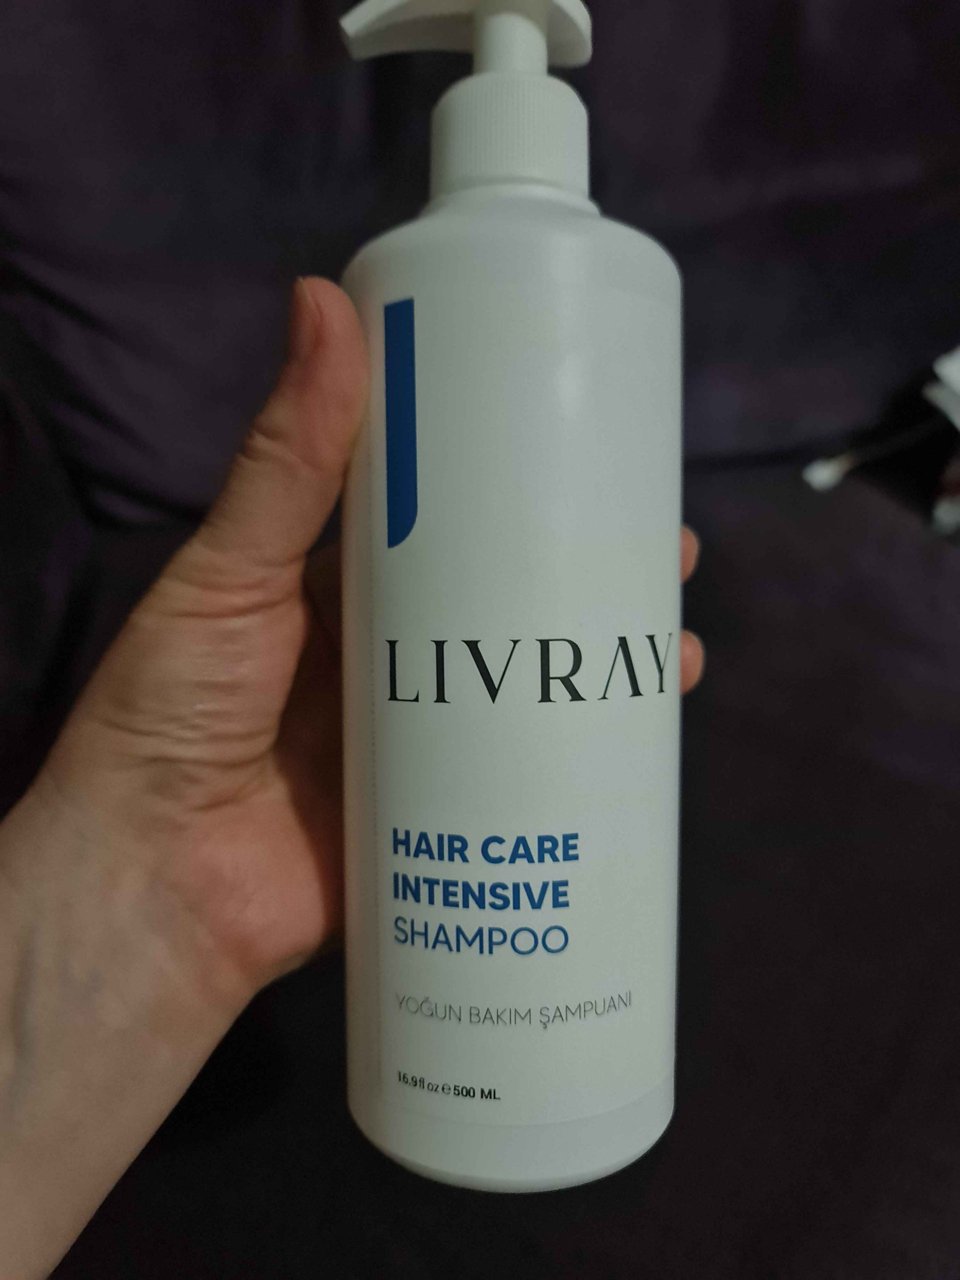 LIVRAY
HAIR CARE
INTENSIVE
SHAMPOO
YOĞUN BAKIM ŞAMPUANI
16.9 fl oz ℮ 500 ML